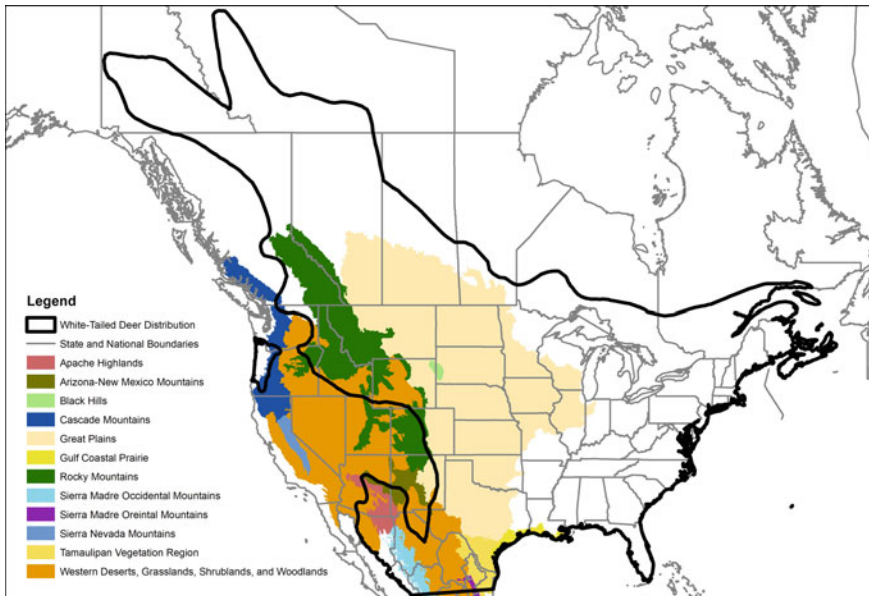 Legend
White-Tailed Deer Distribution
State and National Boundaries
Apache Highlands
Arizona-New Mexico Mountains
Black Hills
Cascade Mountains
Great Plains
Gulf Coastal Prairie
Rocky Mountains
Sierra Madre Occidental Mountains
Sierra Madre Oreintal Mountains
Sierra Nevada Mountains
Tamaulipan Vegetation Region
Western Deserts, Grasslands, Shrublands, and Woodlands